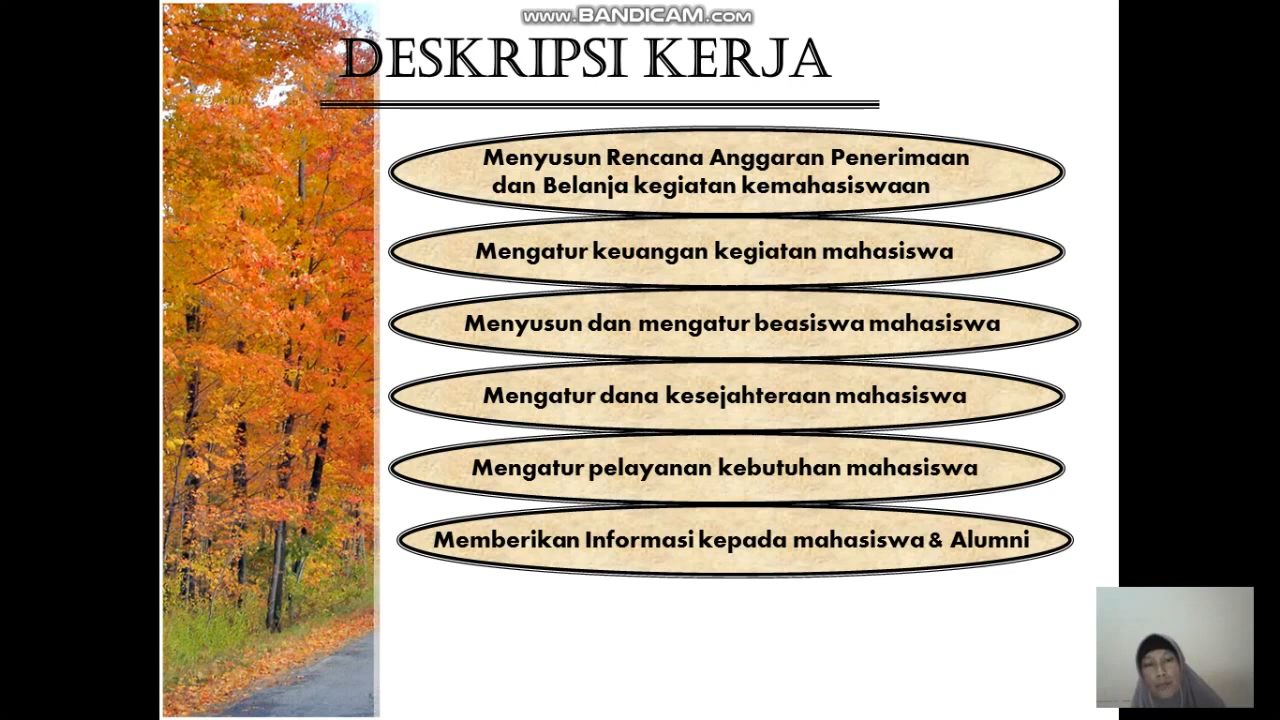 www.BANDICAM.com
DESKRIPSI KERJA
Menyusun Rencana Anggaran Penerimaan
dan Belanja kegiatan kemahasiswaan
Mengatur keuangan kegiatan mahasiswa
Menyusun dan mengatur beasiswa mahasiswa
Mengatur dana kesejahteraan mahasiswa
Mengatur pelayanan kebutuhan mahasiswa
Memberikan Informasi kepada mahasiswa & Alumni